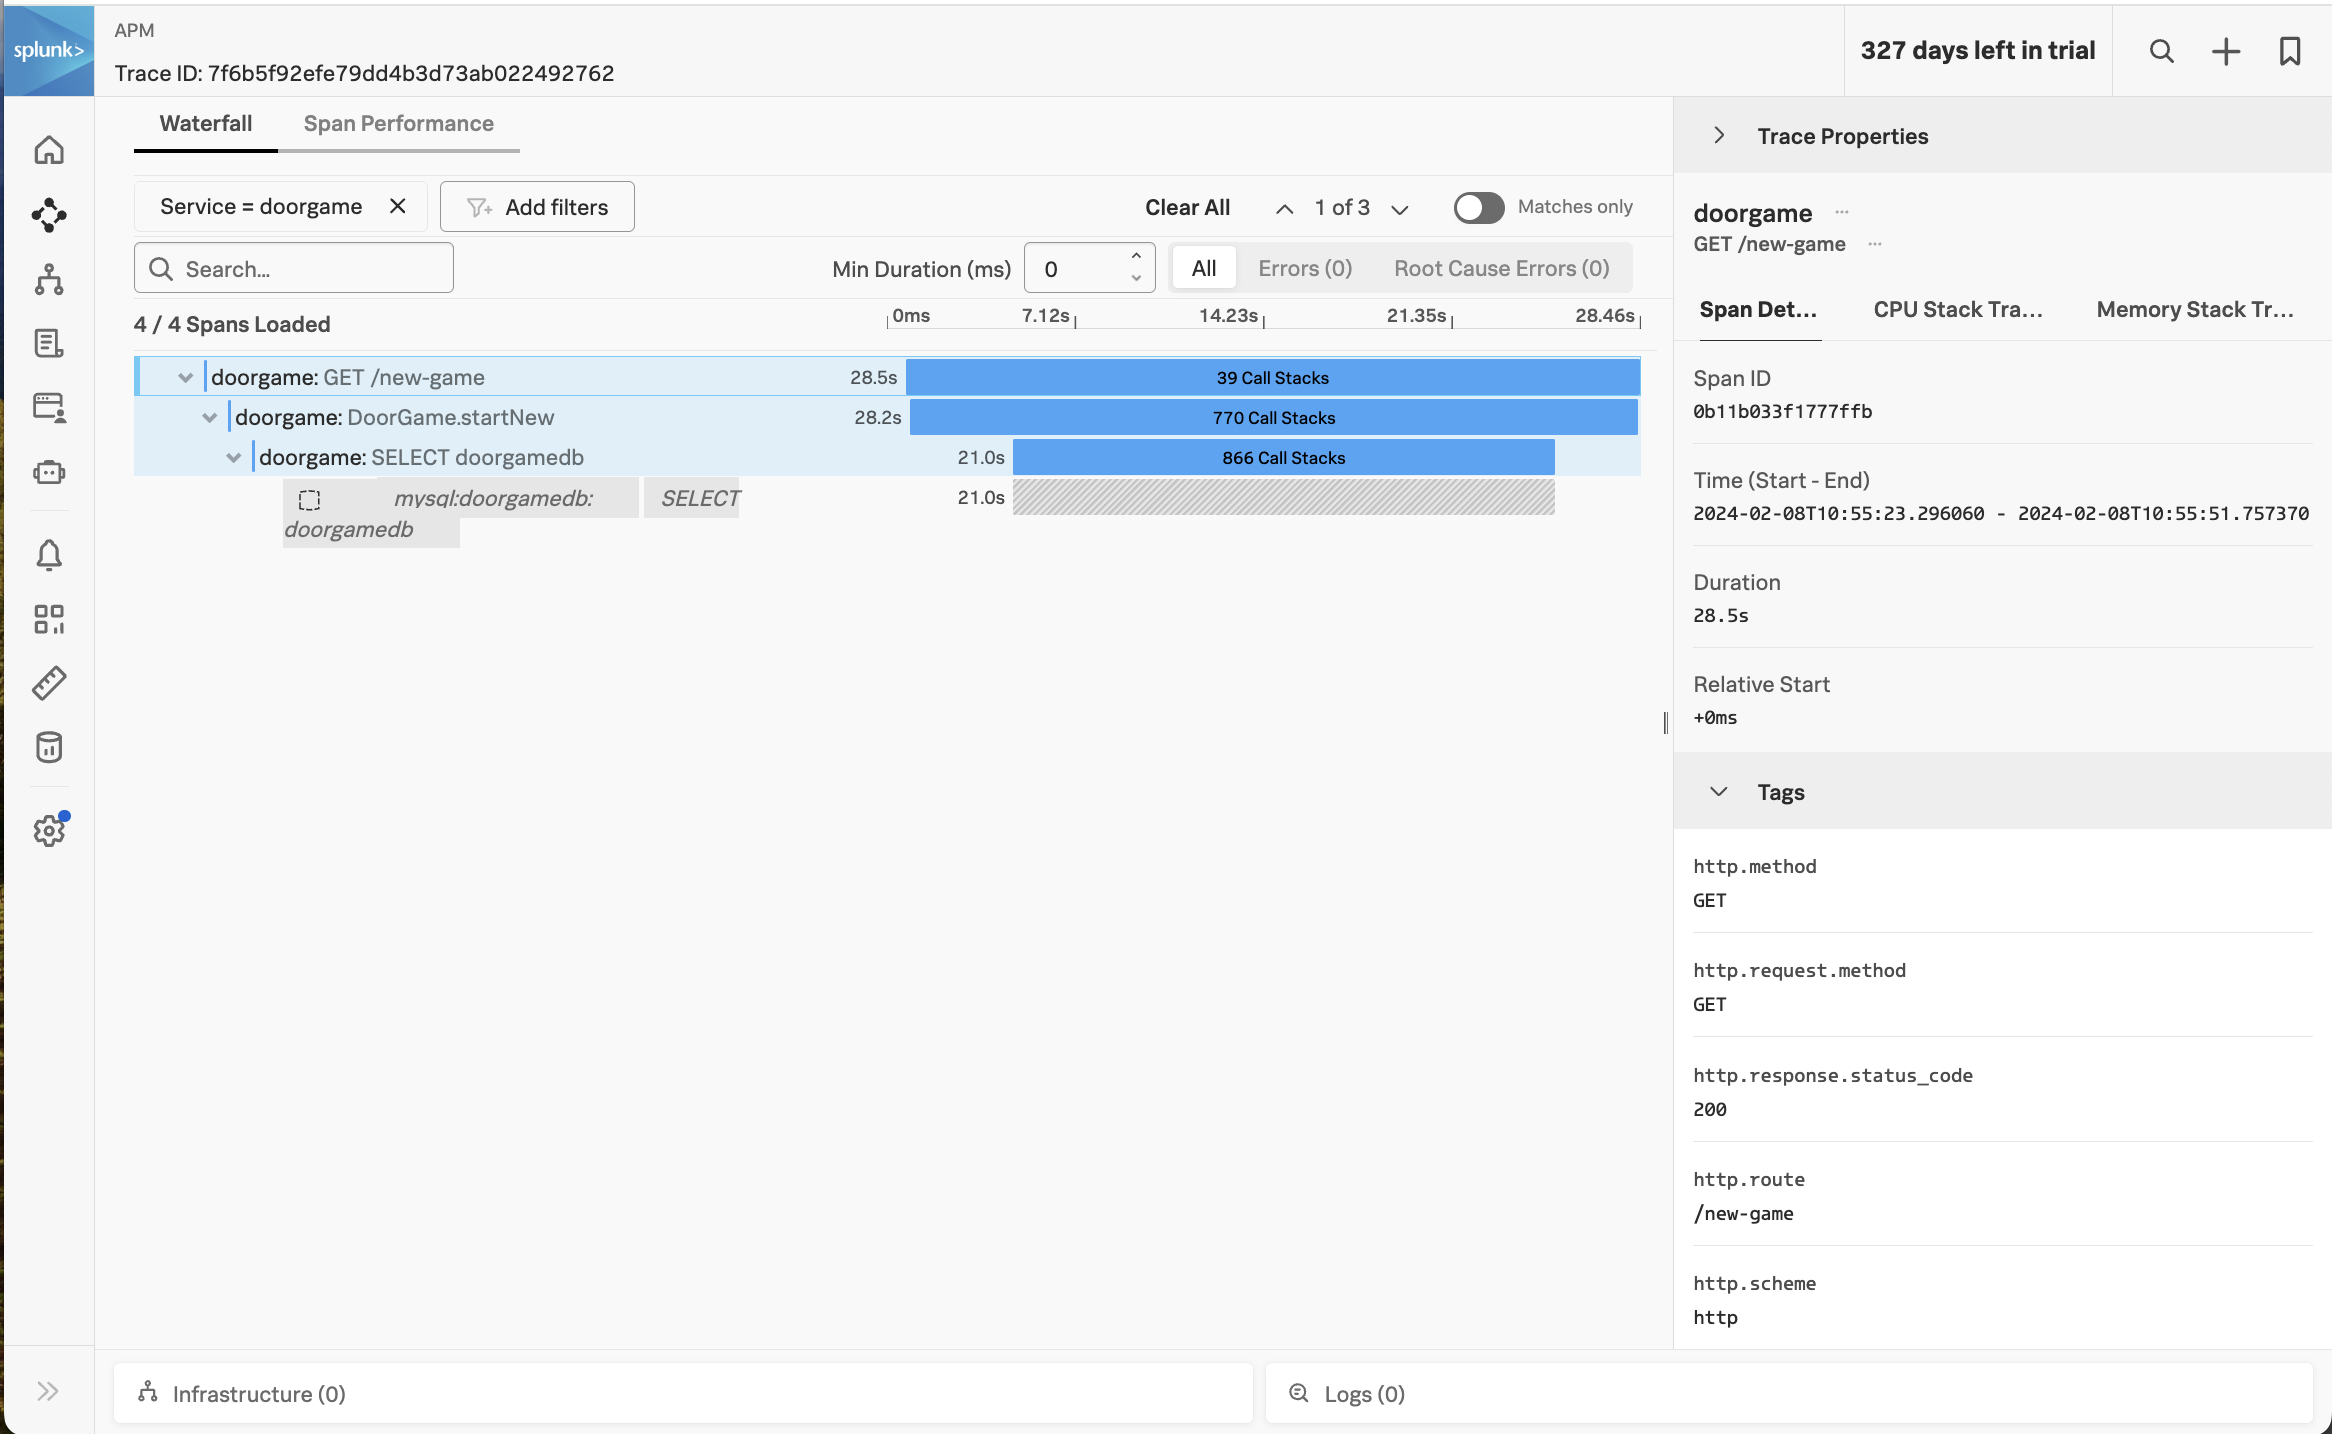 splunk>
APM
Trace ID: 7f6b5f92efe79dd4b3d73ab022492762
327 days left in trial
Waterfall
Span Performance
Service = doorgame
Add filters
Clear All
1 of 3
Matches only
Search...
Min Duration (ms)
0
All
Errors (0)
Root Cause Errors (0)
4 / 4 Spans Loaded
0ms
7.12s
14.23s
21.35s
28.46s
doorgame: GET /new-game
28.5s
39 Call Stacks
doorgame: DoorGame.startNew
28.2s
770 Call Stacks
doorgame: SELECT doorgamedb
21.0s
866 Call Stacks
mysql:doorgamedb: SELECT
doorgamedb
21.0s
Trace Properties
doorgame ...
GET /new-game ...
Span Det...
CPU Stack Tra...
Memory Stack Tr...
Span ID
0b11b033f1777ffb
Time (Start - End)
2024-02-08T10:55:23.296060 - 2024-02-08T10:55:51.757370
Duration
28.5s
Relative Start
+0ms
Tags
http.method
GET
http.request.method
GET
http.response.status_code
200
http.route
/new-game
http.scheme
http
Infrastructure (0)
Logs (0)